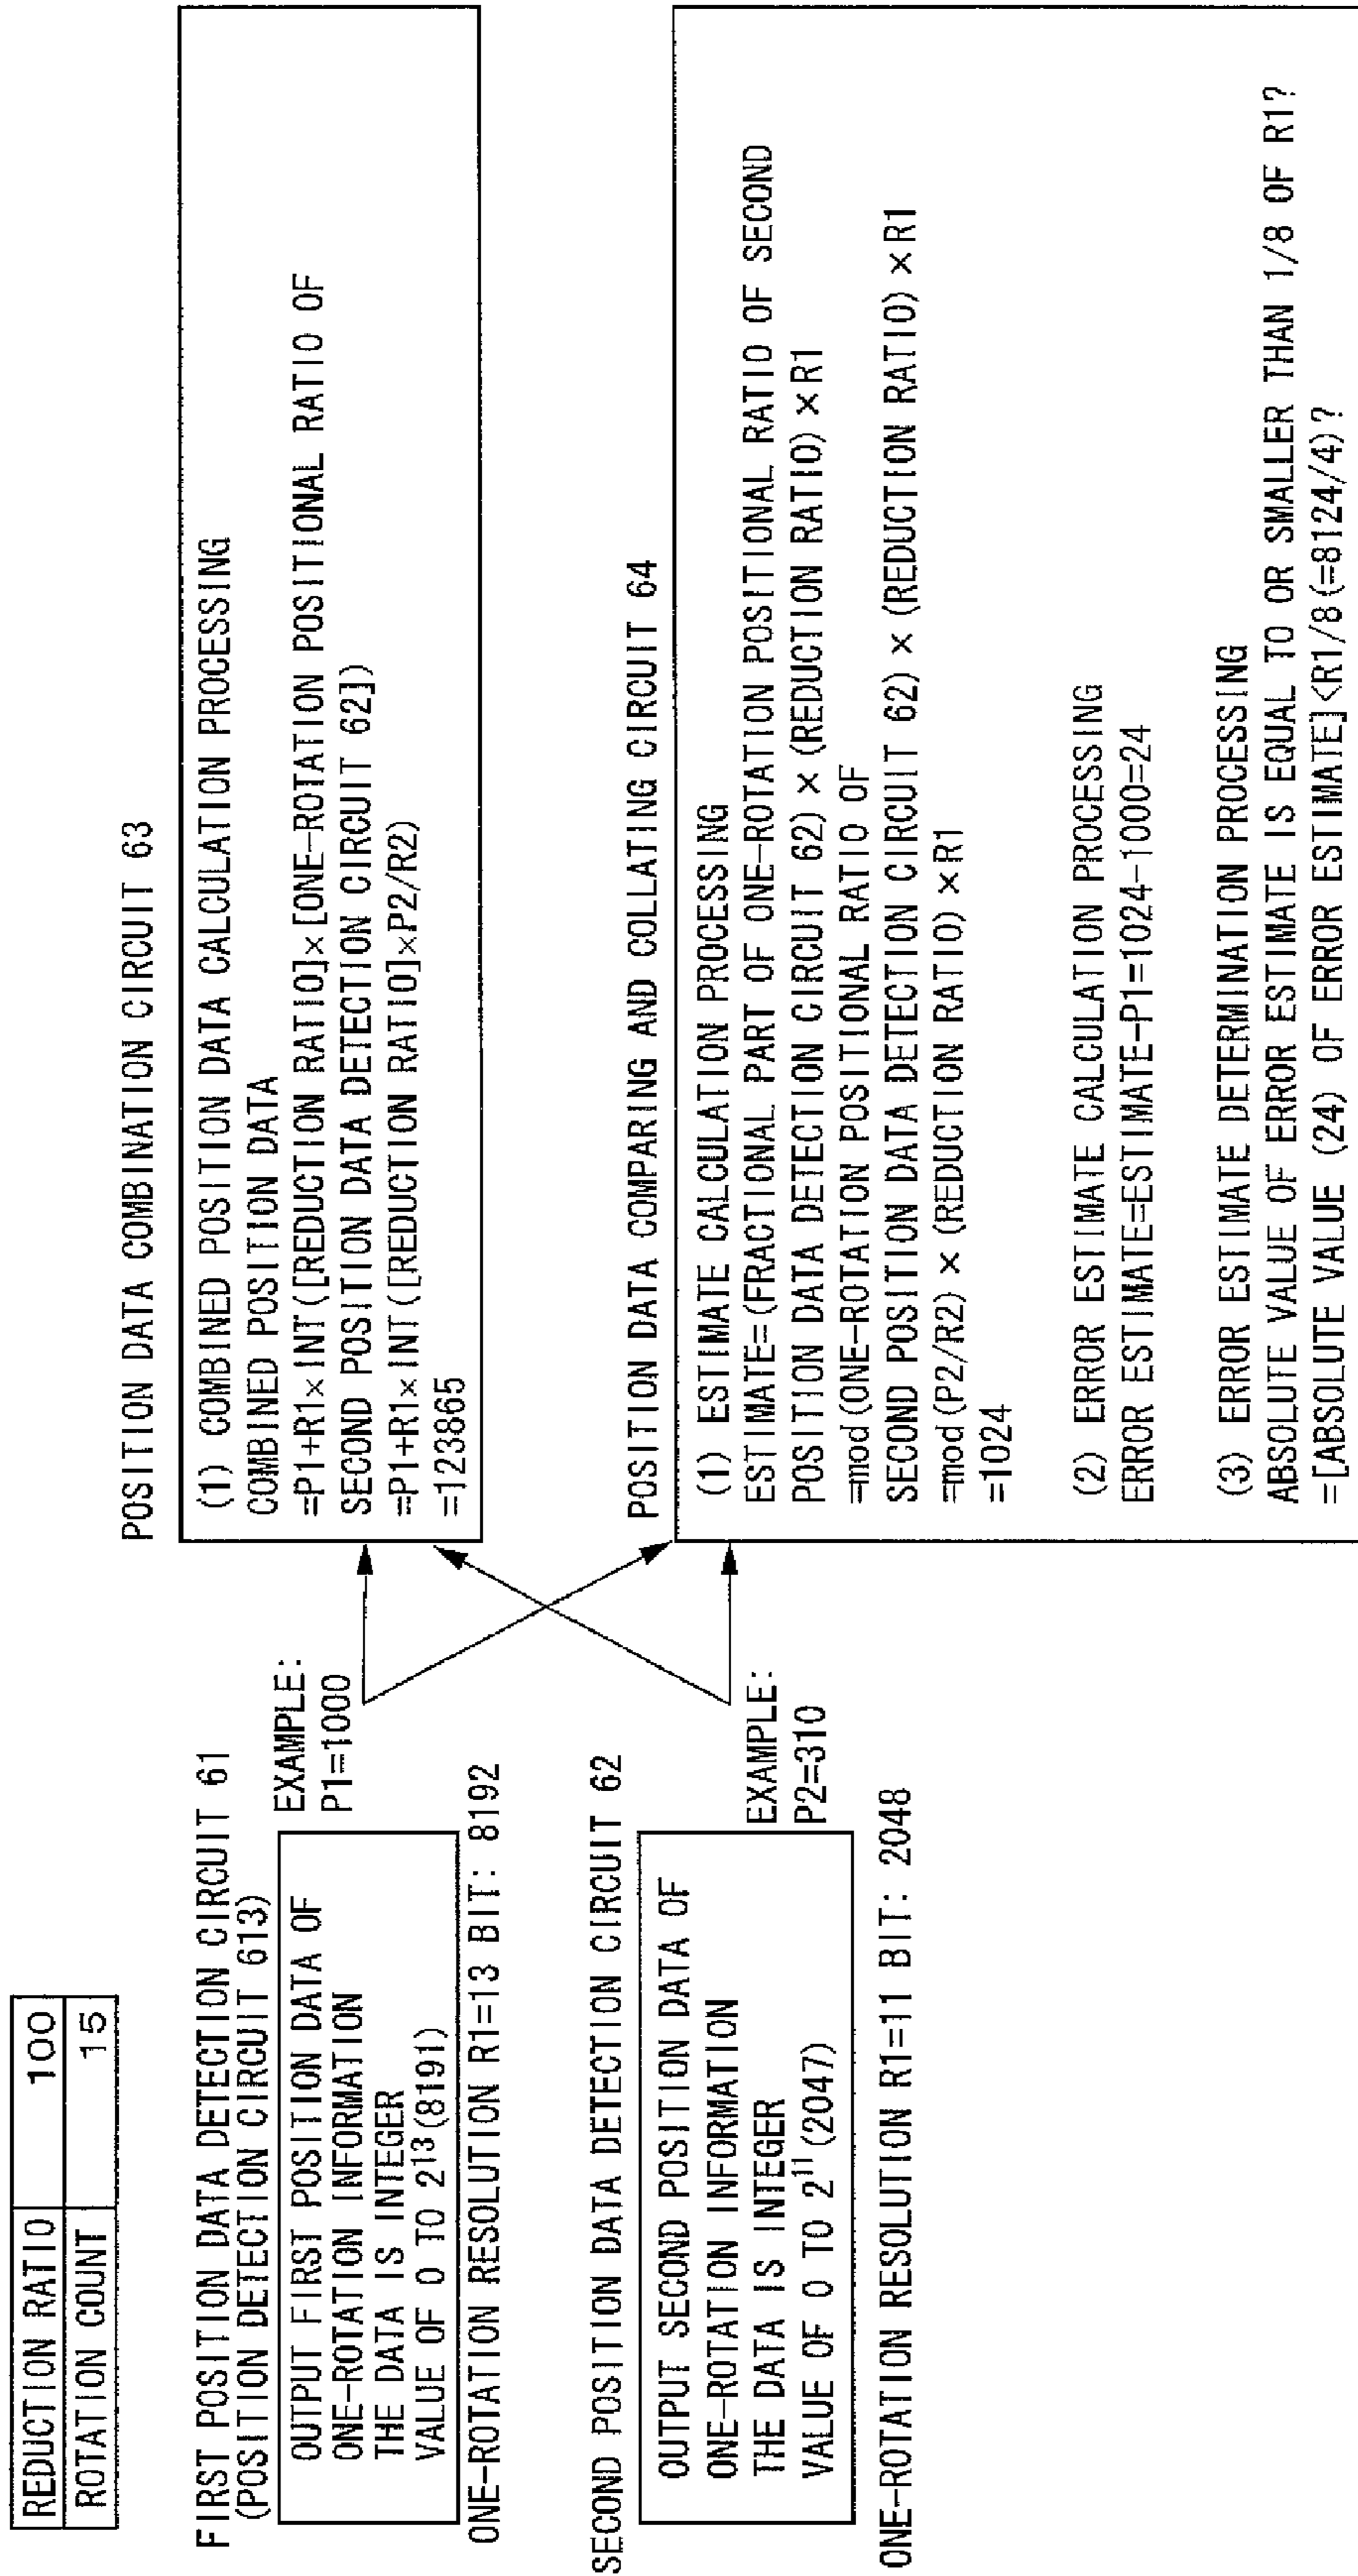 REDUCTION RATIO 100
ROTATION COUNT 15
FIRST POSITION DATA DETECTION CIRCUIT 61
(POSITION DETECTION CIRCUIT 613)
OUTPUT FIRST POSITION DATA OF
ONE-ROTATION INFORMATION
THE DATA IS INTEGER
VALUE OF 0 TO 2¹³(8191)
EXAMPLE:
P1=1000
ONE-ROTATION RESOLUTION R1=13 BIT: 8192
SECOND POSITION DATA DETECTION CIRCUIT 62
OUTPUT SECOND POSITION DATA OF
ONE-ROTATION INFORMATION
THE DATA IS INTEGER
VALUE OF 0 TO 2¹¹(2047)
EXAMPLE:
P2=310
ONE-ROTATION RESOLUTION R1=11 BIT: 2048
POSITION DATA COMBINATION CIRCUIT 63
(1) COMBINED POSITION DATA CALCULATION PROCESSING
COMBINED POSITION DATA
=P1+R1×INT([REDUCTION RATIO]×[ONE-ROTATION POSITIONAL RATIO OF
SECOND POSITION DATA DETECTION CIRCUIT 62])
=P1+R1×INT([REDUCTION RATIO]×P2/R2)
=123865
POSITION DATA COMPARING AND COLLATING CIRCUIT 64
(1) ESTIMATE CALCULATION PROCESSING
ESTIMATE=(FRACTIONAL PART OF ONE-ROTATION POSITIONAL RATIO OF SECOND
POSITION DATA DETECTION CIRCUIT 62)×(REDUCTION RATIO)×R1
=mod(ONE-ROTATION POSITIONAL RATIO OF
SECOND POSITION DATA DETECTION CIRCUIT 62)×(REDUCTION RATIO)×R1
=mod(P2/R2)×(REDUCTION RATIO)×R1
=1024
(2) ERROR ESTIMATE CALCULATION PROCESSING
ERROR ESTIMATE=ESTIMATE-P1=1024-1000=24
(3) ERROR ESTIMATE DETERMINATION PROCESSING
ABSOLUTE VALUE OF ERROR ESTIMATE IS EQUAL TO OR SMALLER THAN 1/8 OF R1?
=[ABSOLUTE VALUE (24) OF ERROR ESTIMATE]<R1/8(=8124/4)?